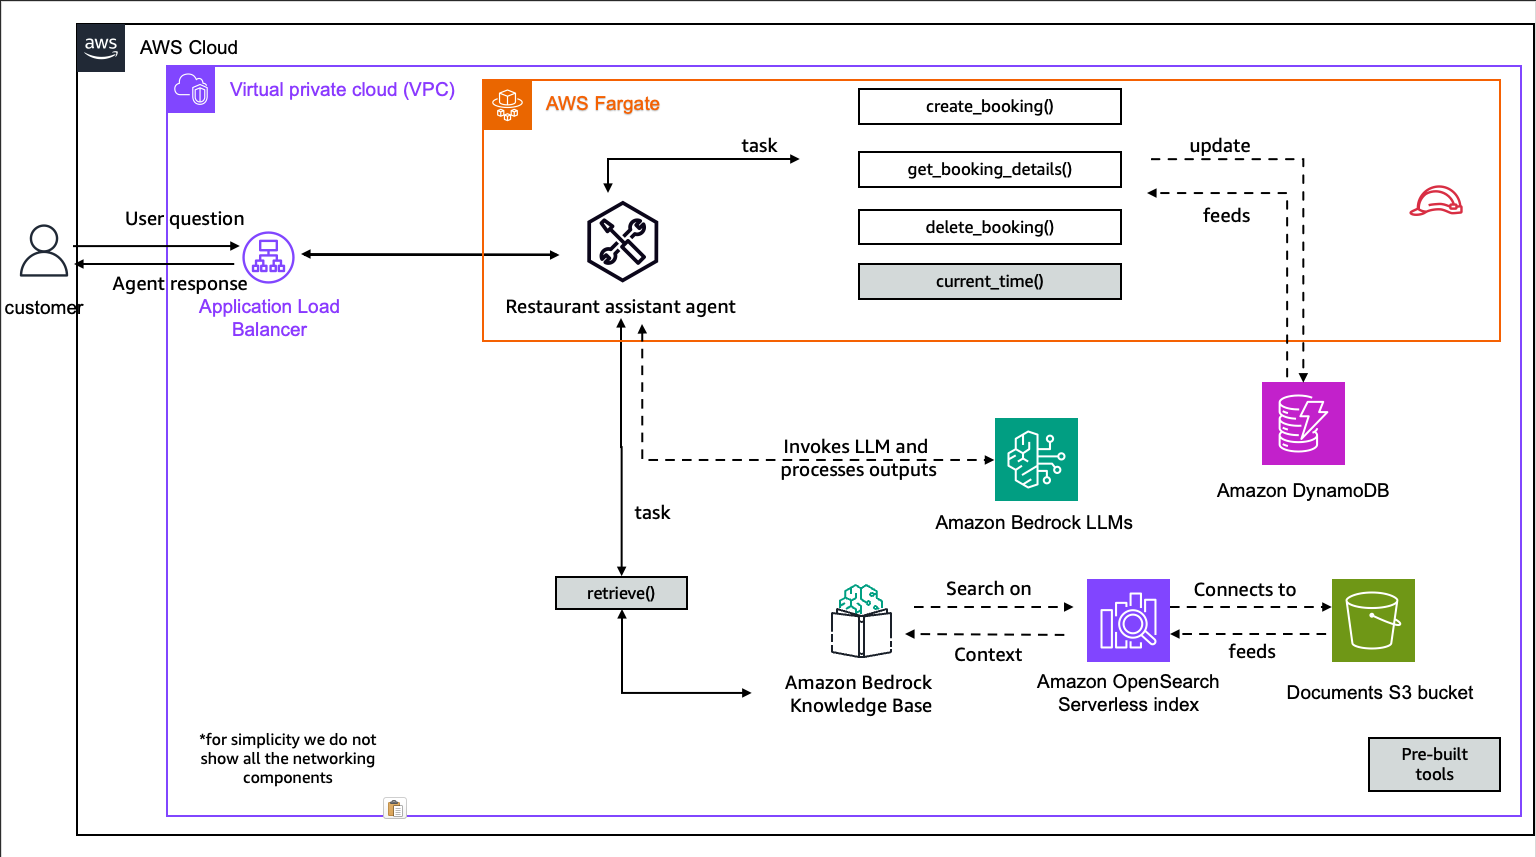 aws
AWS Cloud
Virtual private cloud (VPC)
AWS Fargate
create_booking()
task
update
get_booking_details()
feeds
User question
delete_booking()
current_time()
Agent response
customer
Application Load
Balancer
Restaurant assistant agent
Invokes LLM and
processes outputs
Amazon DynamoDB
task
Amazon Bedrock LLMs
retrieve()
Search on
Connects to
Context
feeds
Amazon Bedrock
Knowledge Base
Amazon OpenSearch
Serverless index
Documents S3 bucket
*for simplicity we do not
show all the networking
components
Pre-built
tools